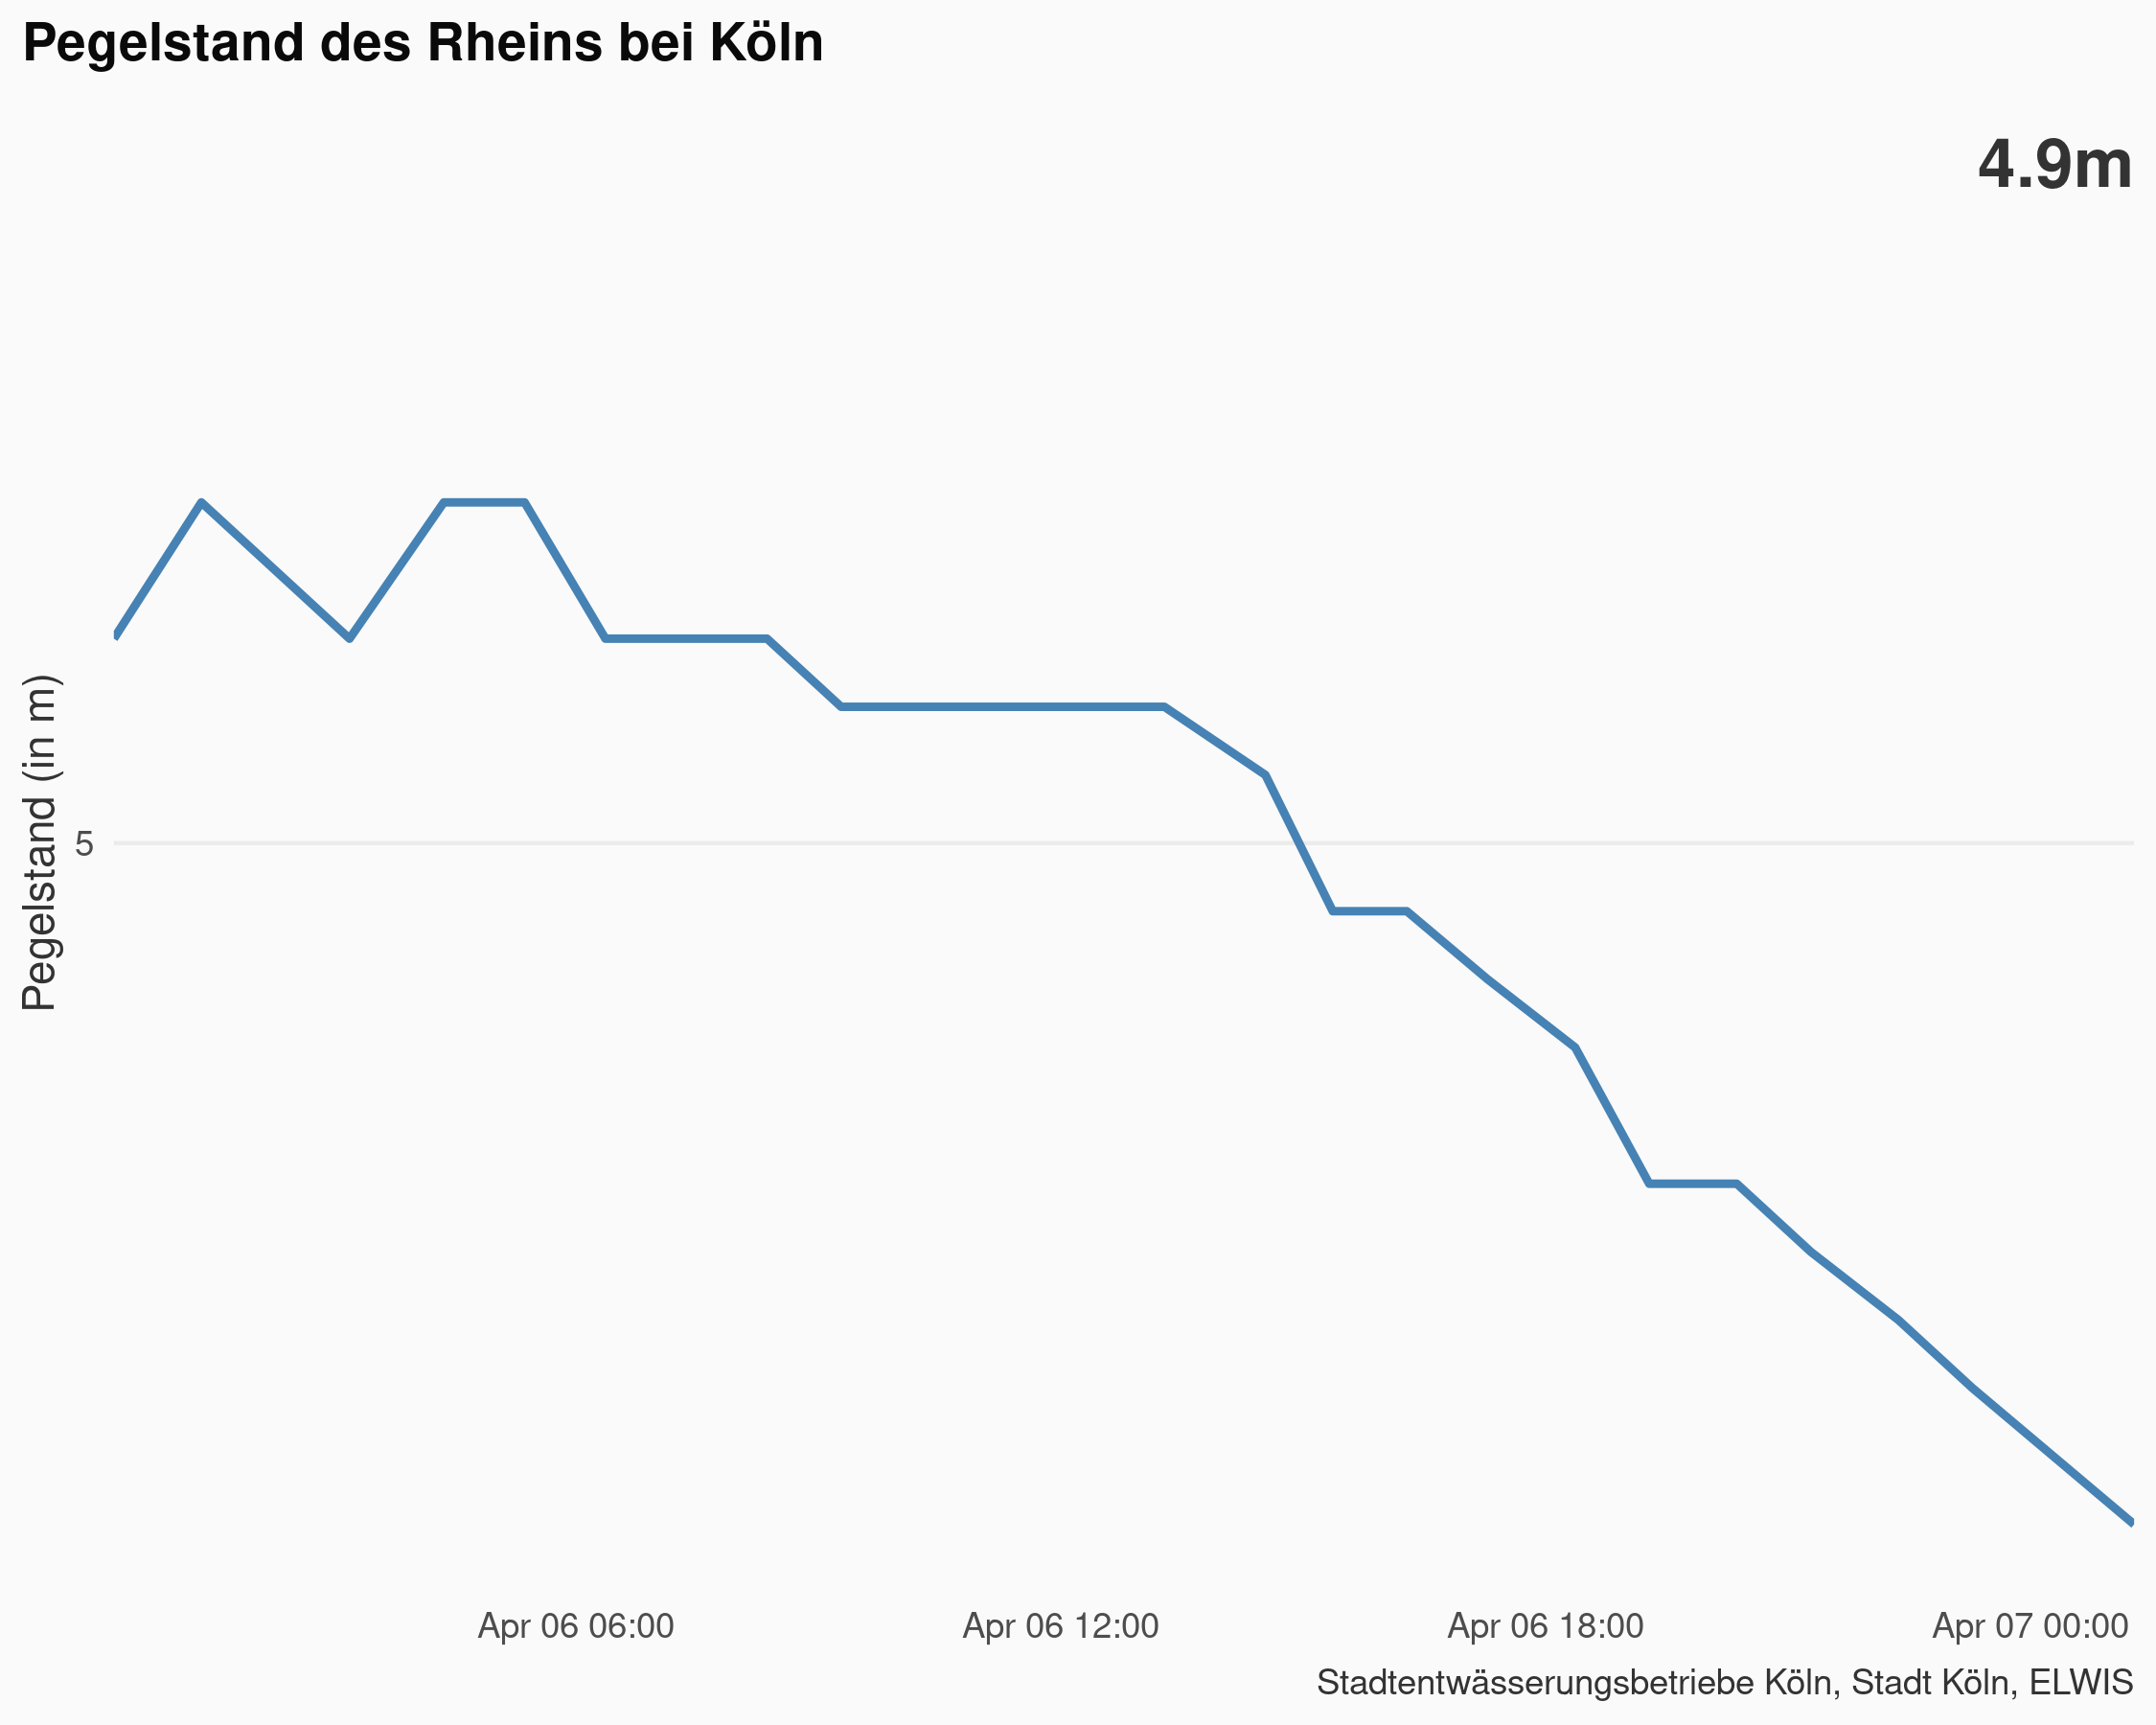 Pegelstand des Rheins bei Köln
4.9m
Pegelstand (in m)
5
Apr 06 06:00
Apr 06 12:00
Apr 06 18:00
Apr 07 00:00
Stadtentwässerungsbetriebe Köln, Stadt Köln, ELWIS